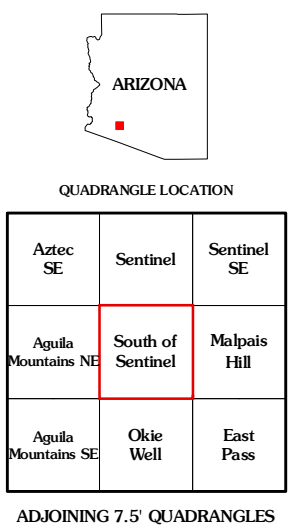 ARIZONA
QUADRANGLE LOCATION
Aztec
SE
Sentinel
Sentinel
SE
Aguila
Mountains NE
South of
Sentinel
Malpais
Hill
Aguila
Mountains SE
Okie
Well
East
Pass
ADJOINING 7.5' QUADRANGLES